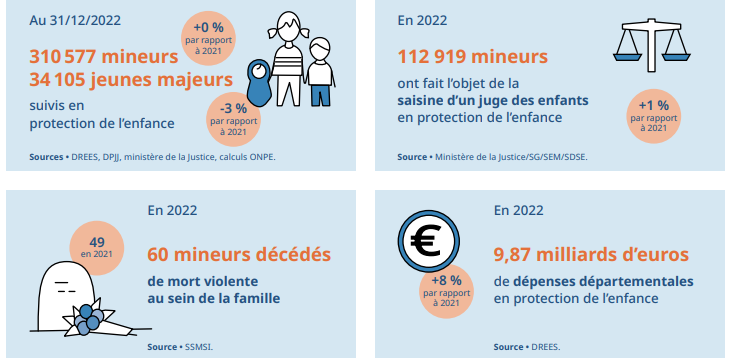 Au 31/12/2022
+0 %
par rapport
à 2021
310 577 mineurs
34 105 jeunes majeurs
suivis en
protection de l'enfance
-3 %
par rapport
à 2021
Sources • DREES, DPJJ, ministère de la Justice, calculs ONPE.
En 2022
112 919 mineurs
ont fait l'objet de la
saisine d'un juge des enfants
en protection de l'enfance
+1 %
par rapport
à 2021
Source • Ministère de la Justice/SG/SEM/SDSE.
En 2022
49
en 2021
60 mineurs décédés
de mort violente
au sein de la famille
Source • SSMSI.
En 2022
€
9,87 milliards d'euros
+8 %
par rapport
à 2021
de dépenses départementales
en protection de l'enfance
Source • DREES.